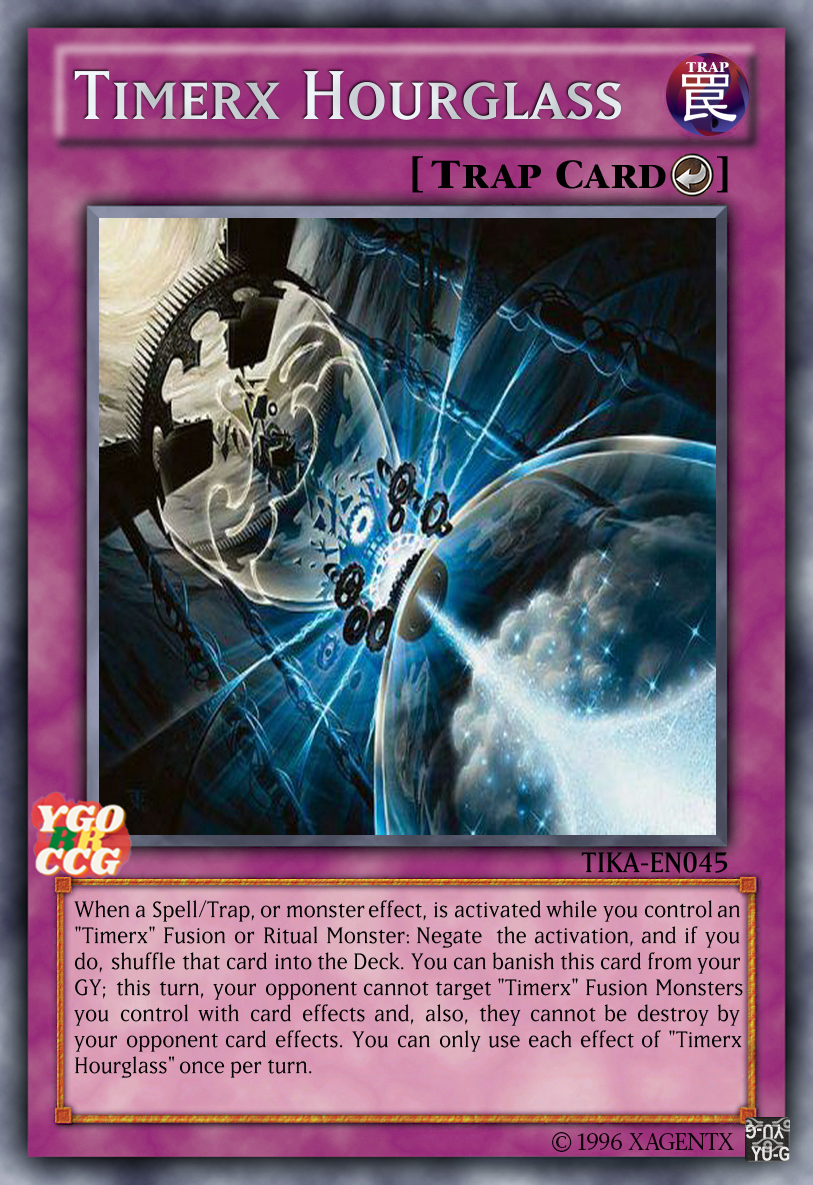 Timerx Hourglass
TRAP
罠
[ Trap Card ]
YGO
BR
CCG
TIKA-EN045
When a Spell/Trap, or monster effect, is activated while you control an
"Timerx" Fusion or Ritual Monster: Negate the activation, and if you
do, shuffle that card into the Deck. You can banish this card from your
GY; this turn, your opponent cannot target "Timerx" Fusion Monsters
you control with card effects and, also, they cannot be destroy by
your opponent card effects. You can only use each effect of "Timerx
Hourglass" once per turn.
© 1996 XAGENTX
YU-G
YU-G